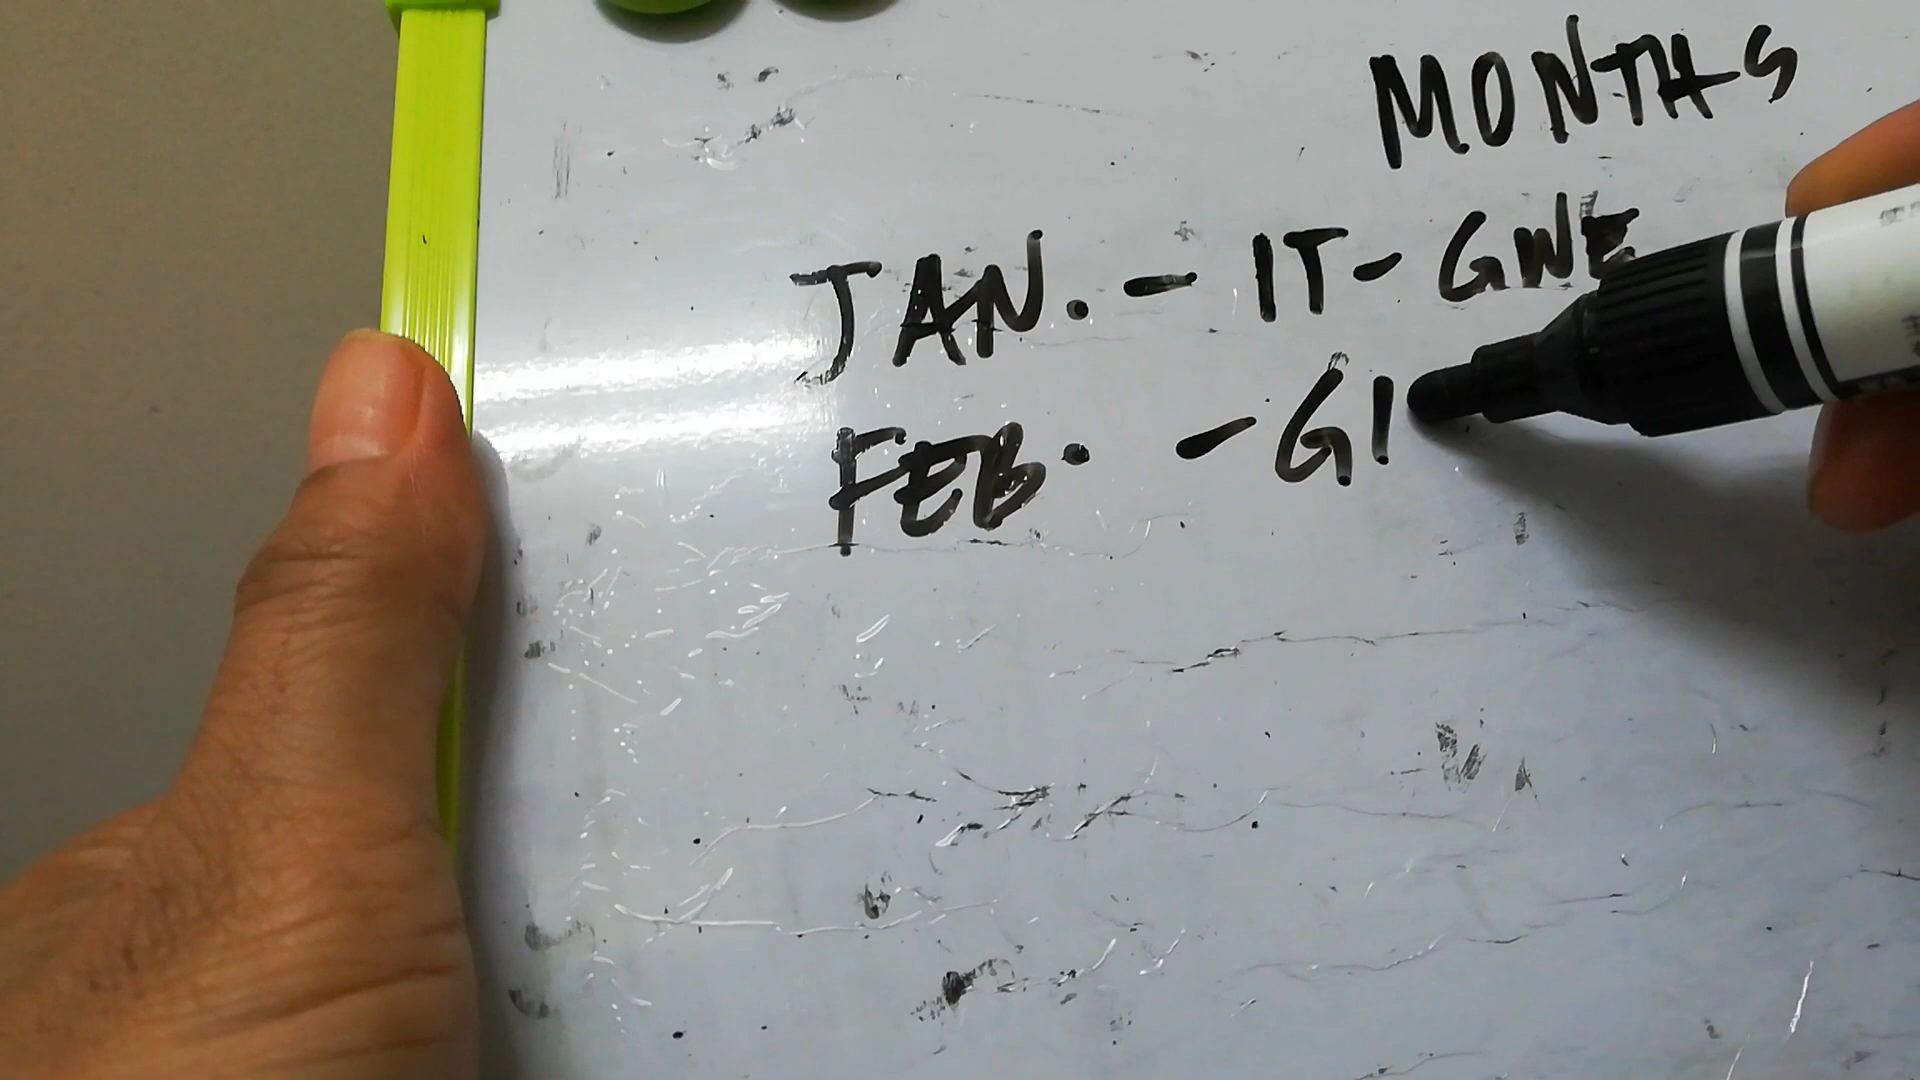 MONTHS
JAN. - IT- GWE
FEB. - GI